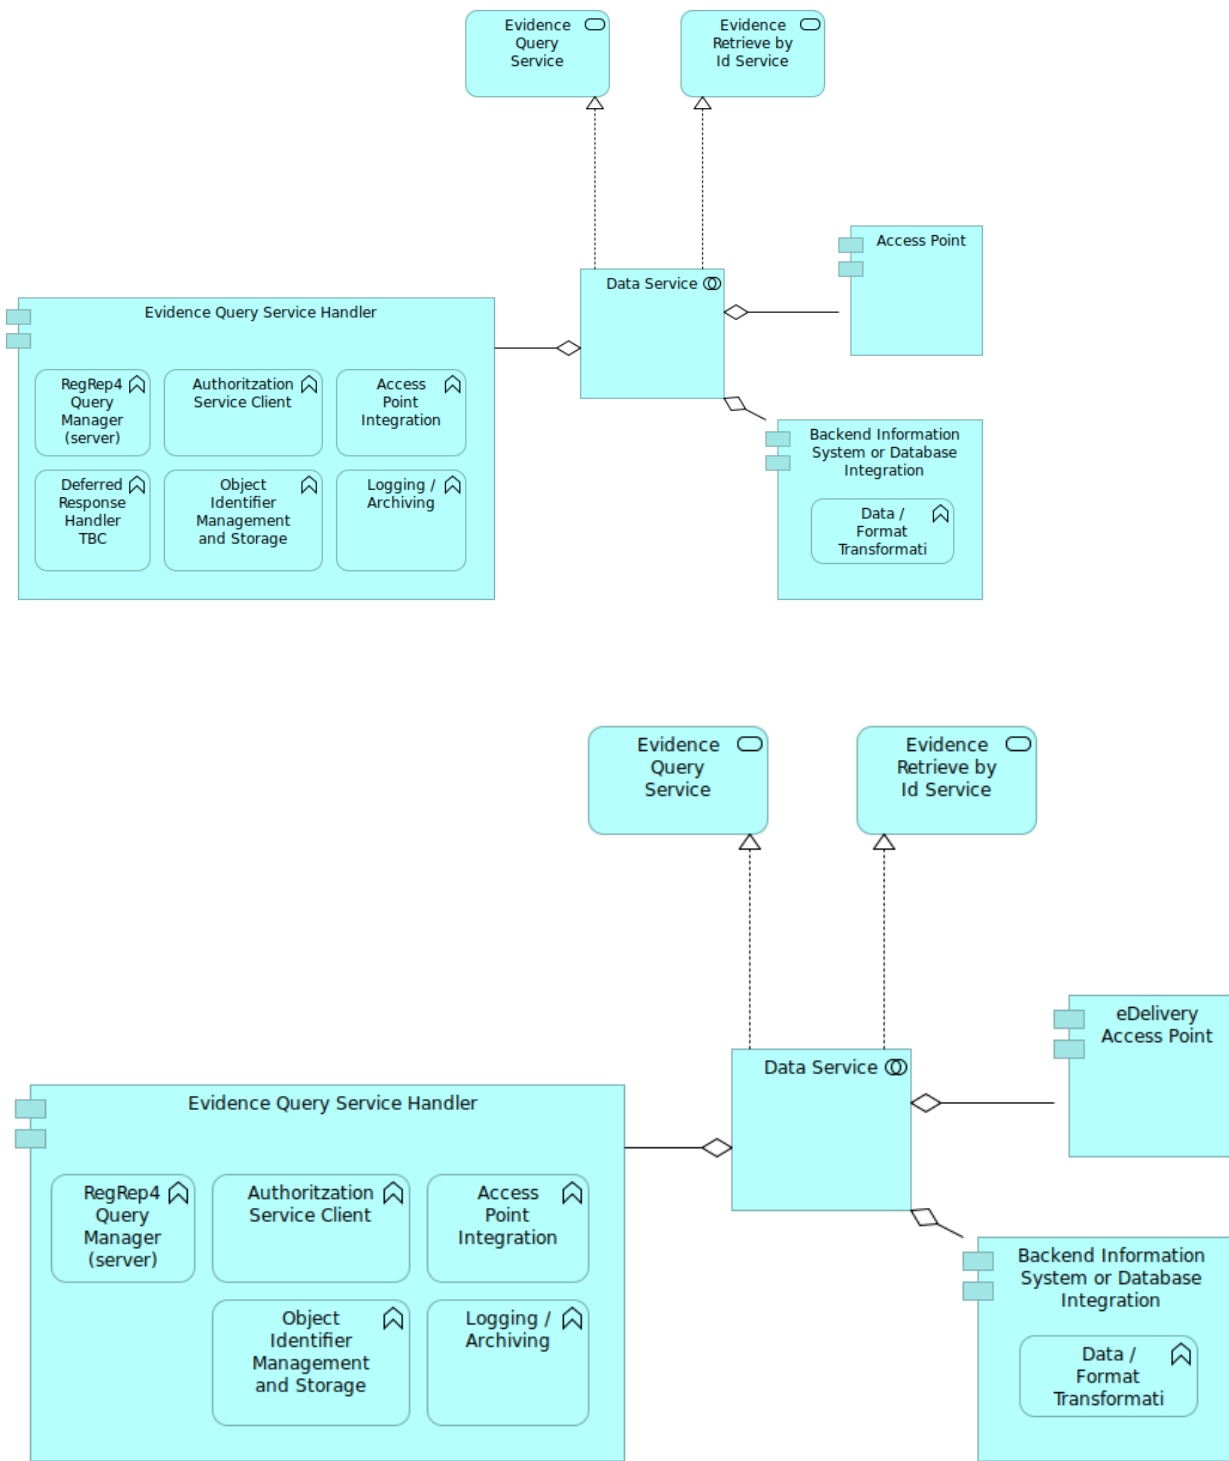 Evidence
Query
Service
Evidence
Retrieve by
Id Service
Access Point
Data Service
Evidence Query Service Handler
RegRep4
Query
Manager
(server)
Authoritzation
Service Client
Access
Point
Integration
Deferred
Response
Handler
TBC
Object
Identifier
Management
and Storage
Logging /
Archiving
Backend Information
System or Database
Integration
Data /
Format
Transformati
Evidence
Query
Service
Evidence
Retrieve by
Id Service
eDelivery
Access Point
Data Service
Evidence Query Service Handler
RegRep4
Query
Manager
(server)
Authoritzation
Service Client
Access
Point
Integration
Object
Identifier
Management
and Storage
Logging /
Archiving
Backend Information
System or Database
Integration
Data /
Format
Transformati